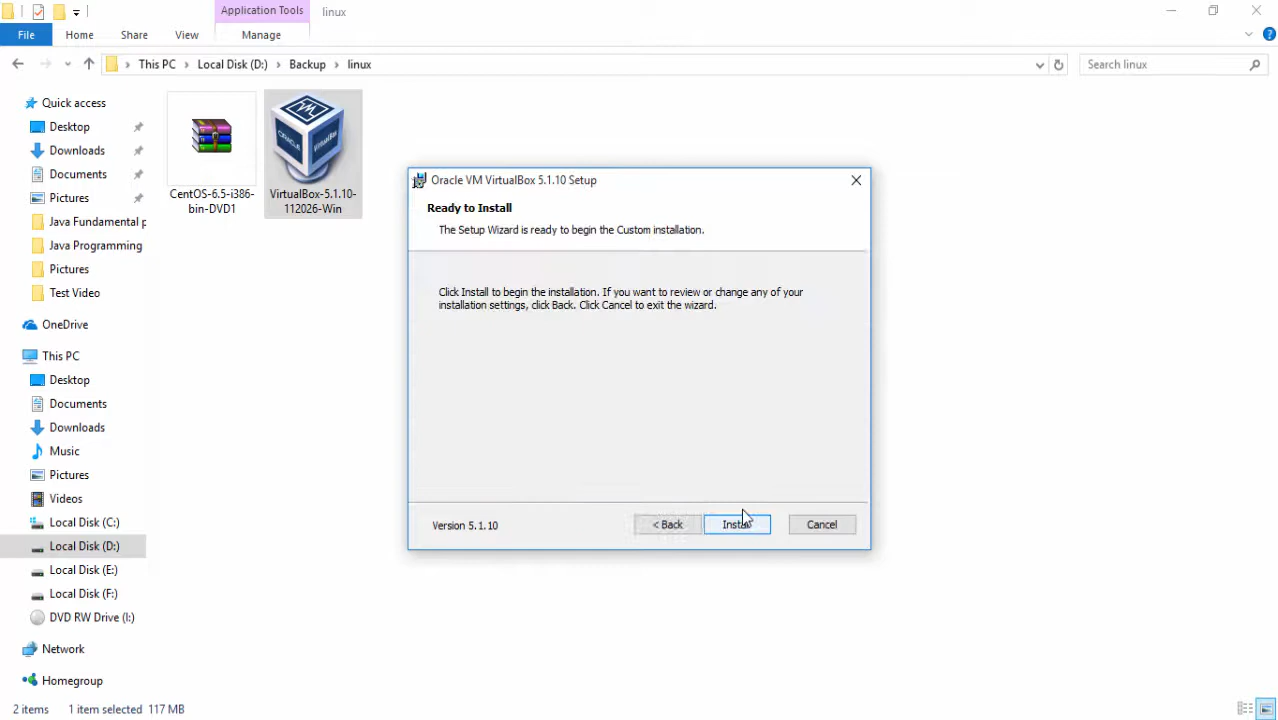 Application Tools
linux
File
Home
Share
View
Manage
This PC
Local Disk (D:)
Backup
linux
Search linux
Quick access
Desktop
Downloads
Documents
Pictures
Java Fundamental p
Java Programming
Pictures
Test Video
OneDrive
This PC
Desktop
Documents
Downloads
Music
Pictures
Videos
Local Disk (C:)
Local Disk (D:)
Local Disk (E:)
Local Disk (F:)
DVD RW Drive (I:)
Network
Homegroup
CentOS-6.5-i386-
bin-DVD1
ORACLE
VirtualBox
VirtualBox-5.1.10-
112026-Win
Oracle VM VirtualBox 5.1.10 Setup
Ready to Install
The Setup Wizard is ready to begin the Custom installation.
Click Install to begin the installation. If you want to review or change any of your
installation settings, click Back. Click Cancel to exit the wizard.
Version 5.1.10
< Back
Install
Cancel
2 items
1 item selected 117 MB